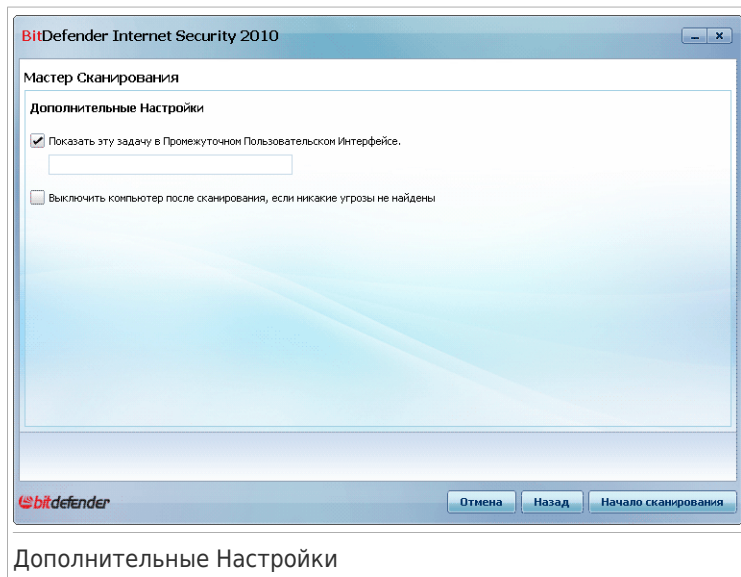 BitDefender Internet Security 2010
Мастер Сканирования
Дополнительные Настройки
Показать эту задачу в Промежуточном Пользовательском Интерфейсе.
Выключить компьютер после сканирования, если никакие угрозы не найдены
bitdefender
Отмена
Назад
Начало сканирования
Дополнительные Настройки